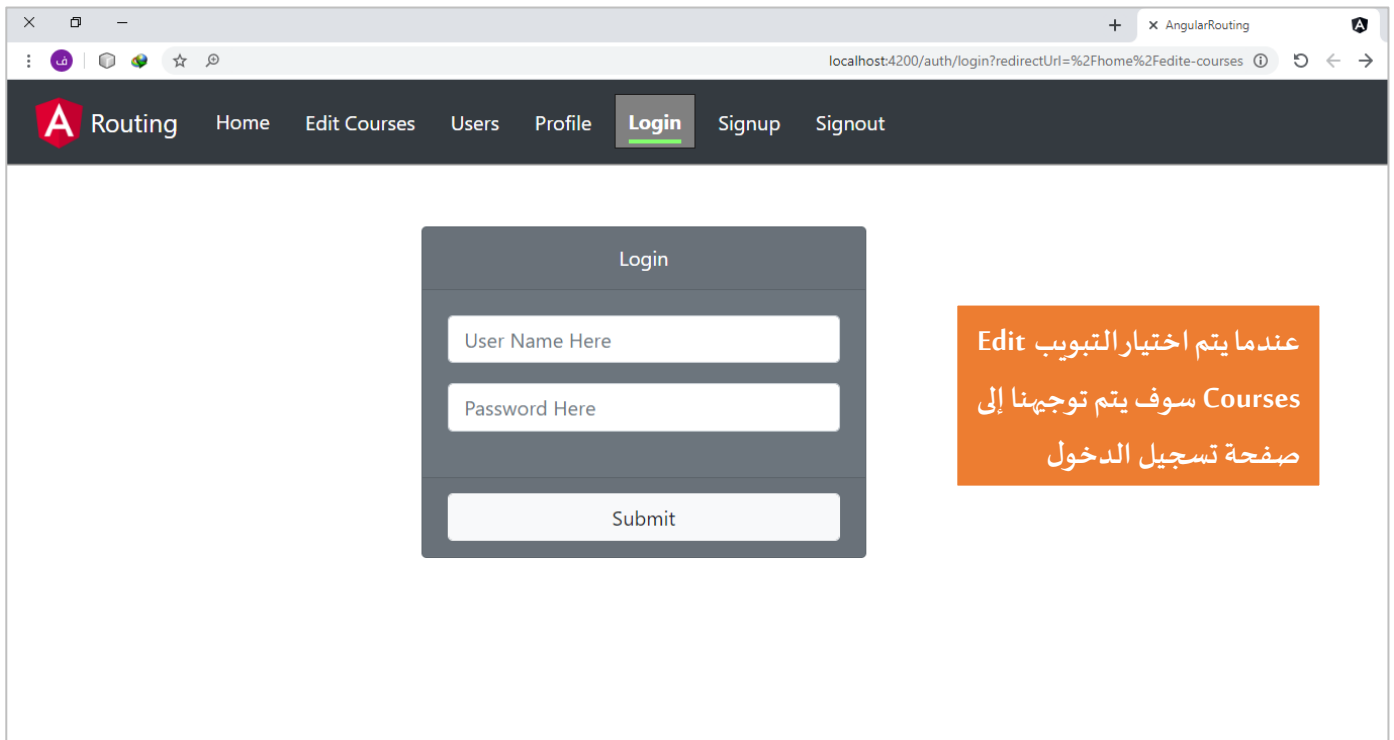 AngularRouting
localhost:4200/auth/login?redirectUrl=%2Fhome%2Fedite-courses
ف
Routing Home Edit Courses Users Profile Login Signup Signout
Login
User Name Here
Password Here
Submit
عندما يتم اختيار التبويب Edit
Courses سوف يتم توجيهنا إلى
صفحة تسجيل الدخول